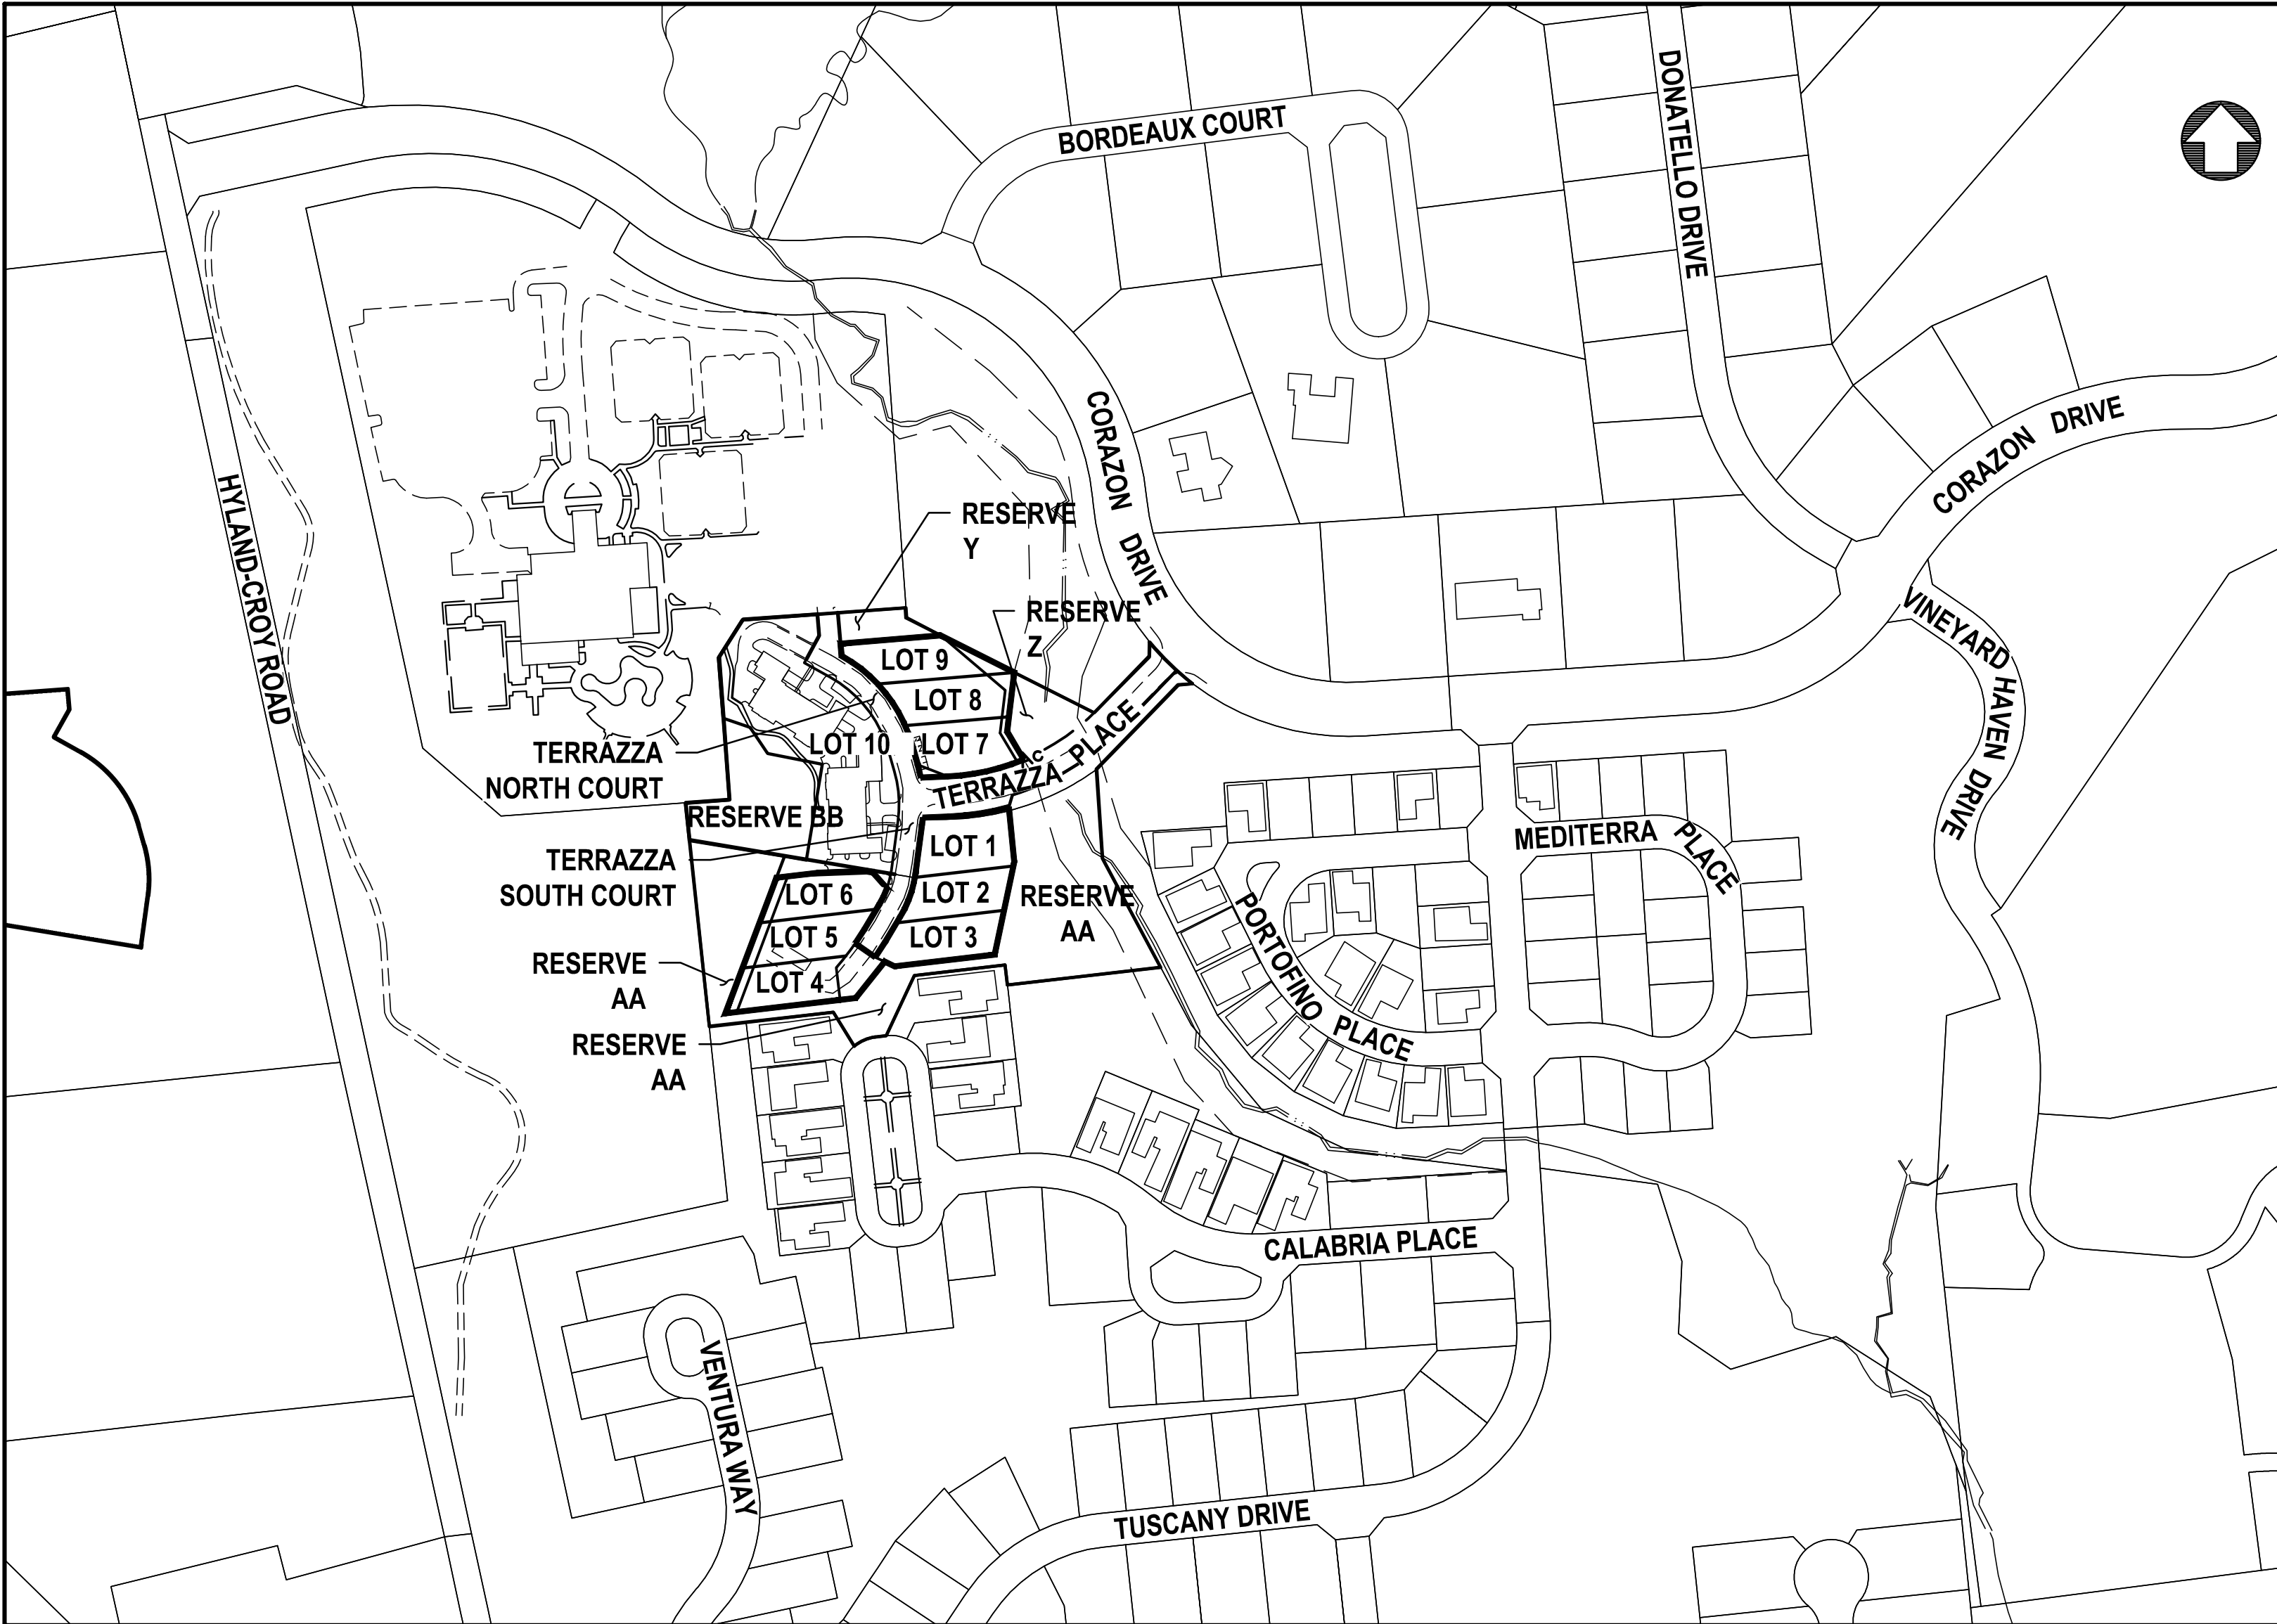 DONATELLO DRIVE
BORDEAUX COURT
CORAZON DRIVE
CORAZON DRIVE
HYLAND-CROY ROAD
RESERVE
Y
VINEYARD HAVEN DRIVE
RESERVE
Z
LOT 9
LOT 8
LOT 10
LOT 7
TERRAZZA
NORTH COURT
C
TERRAZZA PLACE
RESERVE BB
MEDITERRA PLACE
LOT 1
TERRAZZA
SOUTH COURT
LOT 6
LOT 2
RESERVE
AA
PORTOFINO PLACE
LOT 5
LOT 3
RESERVE
AA
LOT 4
RESERVE
AA
CALABRIA PLACE
VENTURA WAY
TUSCANY DRIVE